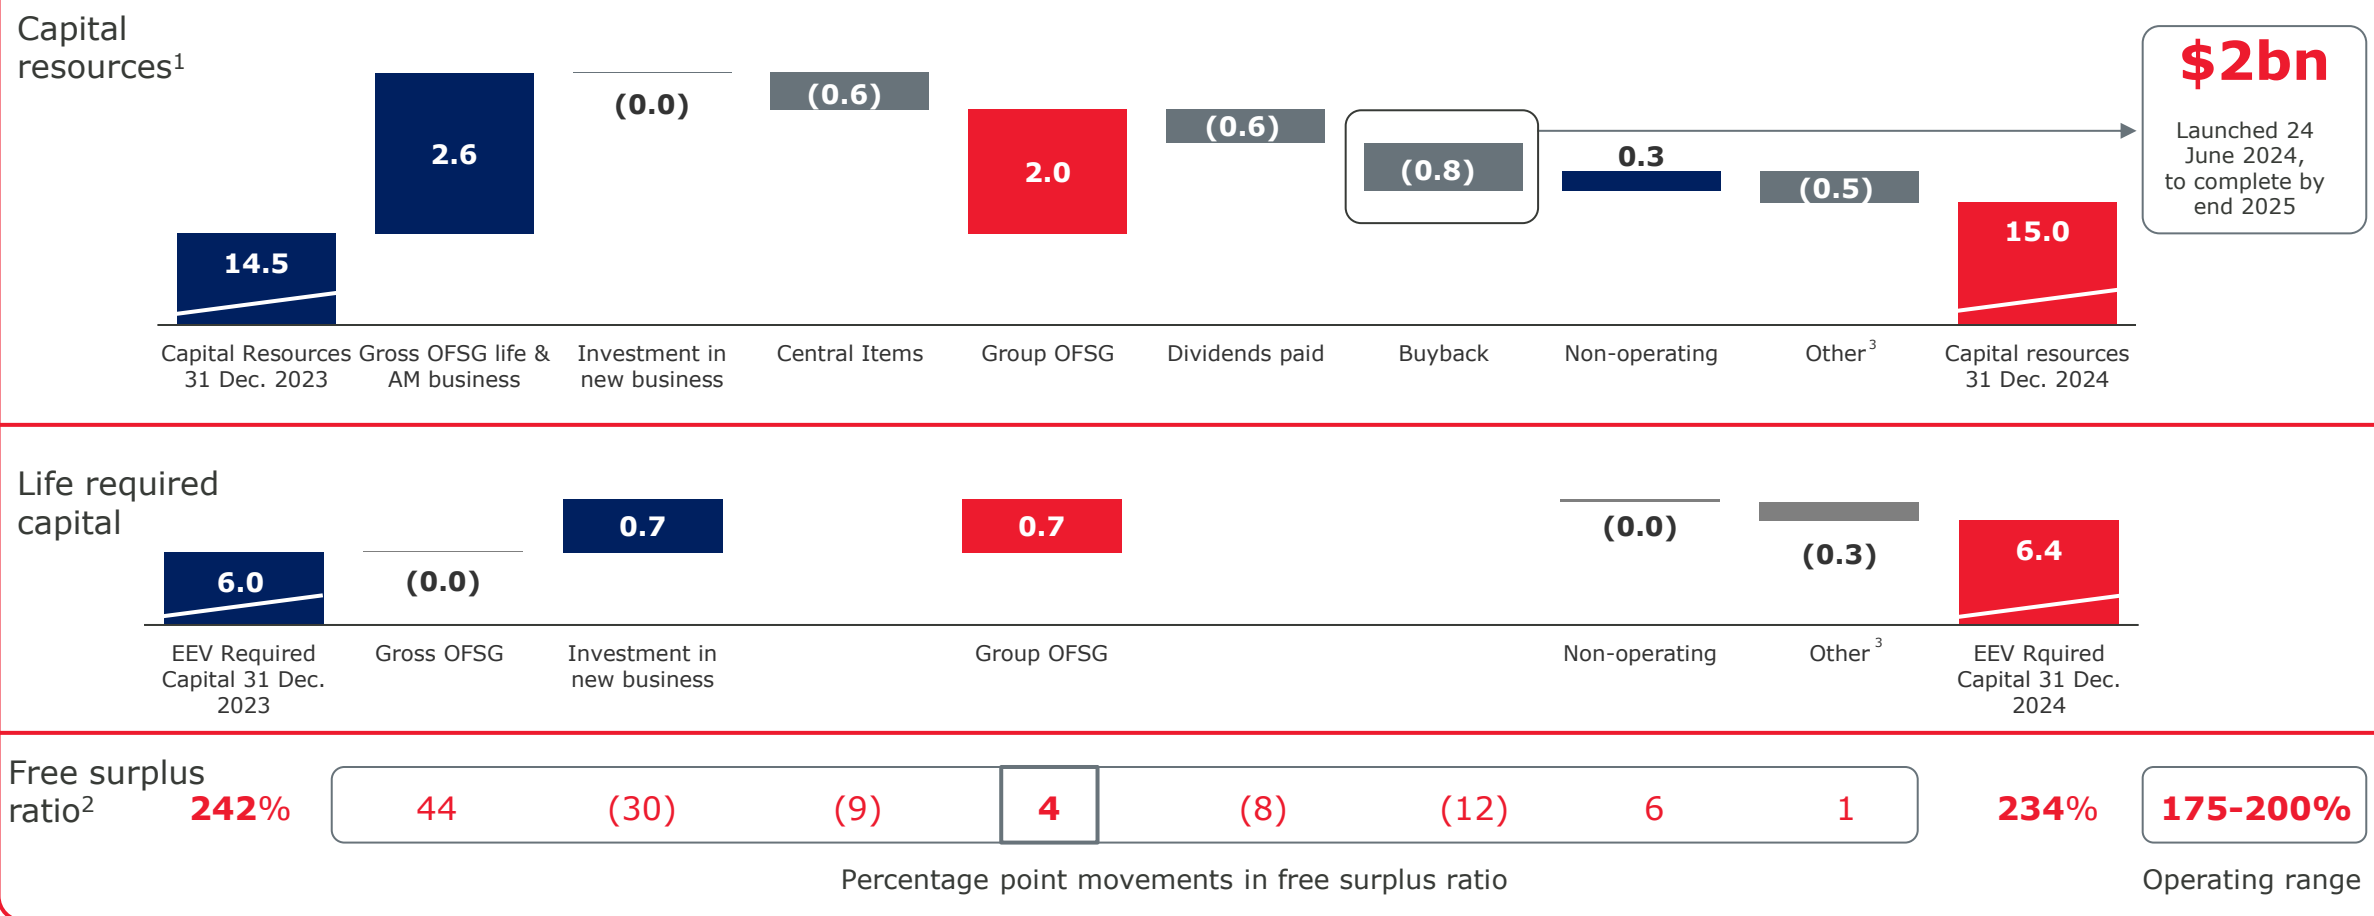 Capital
resources1
2.6
(0.0)
(0.6)
2.0
(0.6)
(0.8)
0.3
(0.5)
14.5
15.0
$2bn
Launched 24
June 2024,
to complete by
end 2025
Capital Resources
31 Dec. 2023
Gross OFSG life &
AM business
Investment in
new business
Central Items
Group OFSG
Dividends paid
Buyback
Non-operating
Other3
Capital resources
31 Dec. 2024
Life required
capital
6.0
(0.0)
0.7
0.7
(0.0)
(0.3)
6.4
EEV Required
Capital 31 Dec.
2023
Gross OFSG
Investment in
new business
Group OFSG
Non-operating
Other3
EEV Rquired
Capital 31 Dec.
2024
Free surplus
ratio2
242%
44
(30)
(9)
4
(8)
(12)
6
1
234%
175-200%
Percentage point movements in free surplus ratio
Operating range